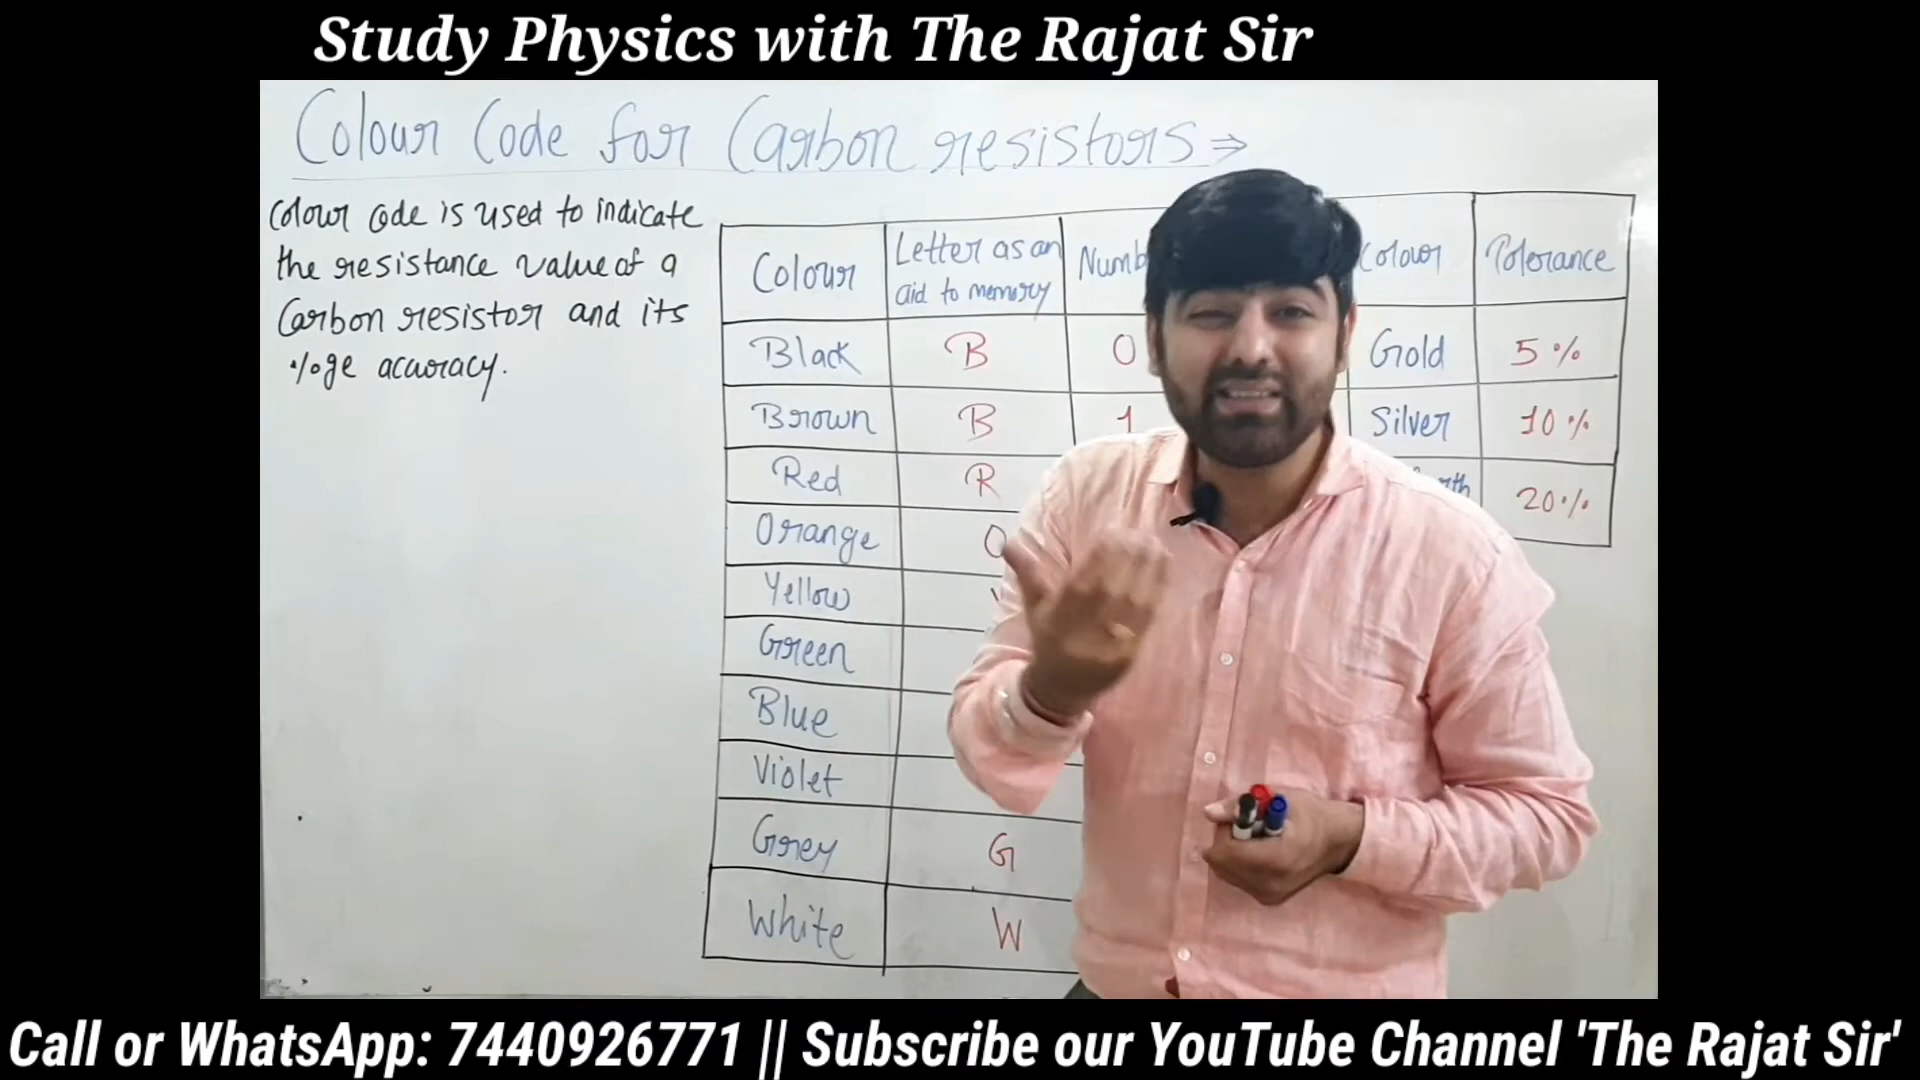 Study Physics with The Rajat Sir
Colour Code for Carbon resistors ⇒
Colour code is used to indicate
the resistance value of a
Carbon resistor and its
%ge accuracy.
Colour
Letter as an
aid to memory
Colour
Tolerance
Black B 0 Gold 5%
Brown B 1 Silver 10%
Red R 20%
Orange O
Yellow
Green
Blue
Violet
Grey G
White W
Call or WhatsApp: 7440926771 || Subscribe our YouTube Channel 'The Rajat Sir'